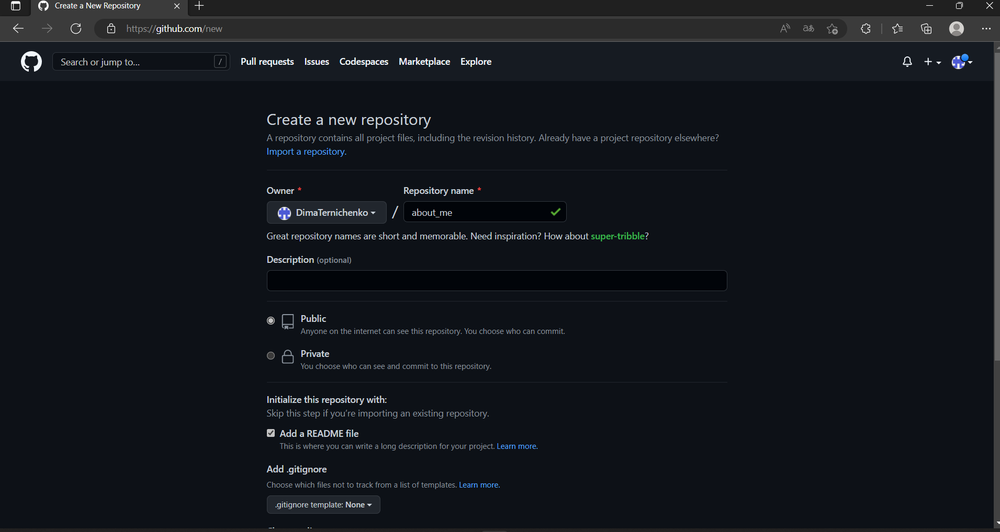 Create a New Repository
https://github.com/new
Search or jump to... /
Pull requests Issues Codespaces Marketplace Explore
Create a new repository
A repository contains all project files, including the revision history. Already have a project repository elsewhere?
Import a repository.
Owner * Repository name *
DimaTernichenko / about_me
Great repository names are short and memorable. Need inspiration? How about super-tribble?
Description (optional)
Public
Anyone on the internet can see this repository. You choose who can commit.
Private
You choose who can see and commit to this repository.
Initialize this repository with:
Skip this step if you're importing an existing repository.
Add a README file
This is where you can write a long description for your project. Learn more.
Add .gitignore
Choose which files not to track from a list of templates. Learn more.
.gitignore template: None